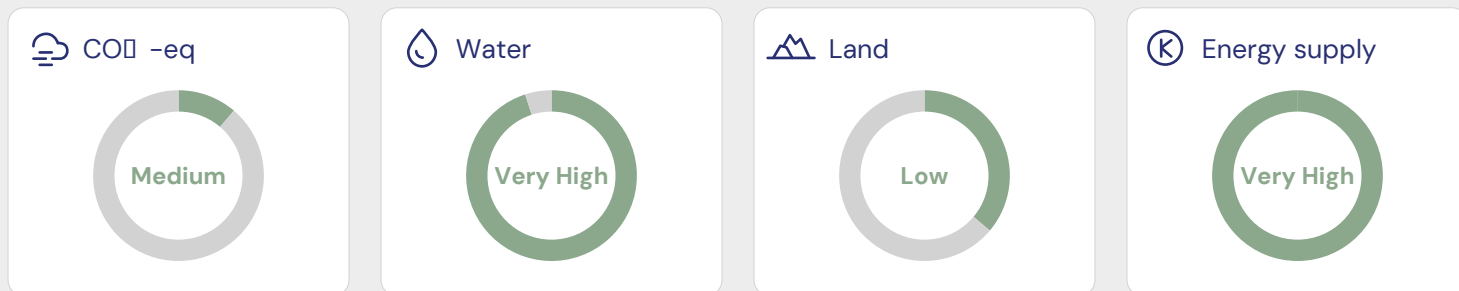 CO▯ -eq
Water
Land
Energy supply
Medium
Very High
Low
Very High